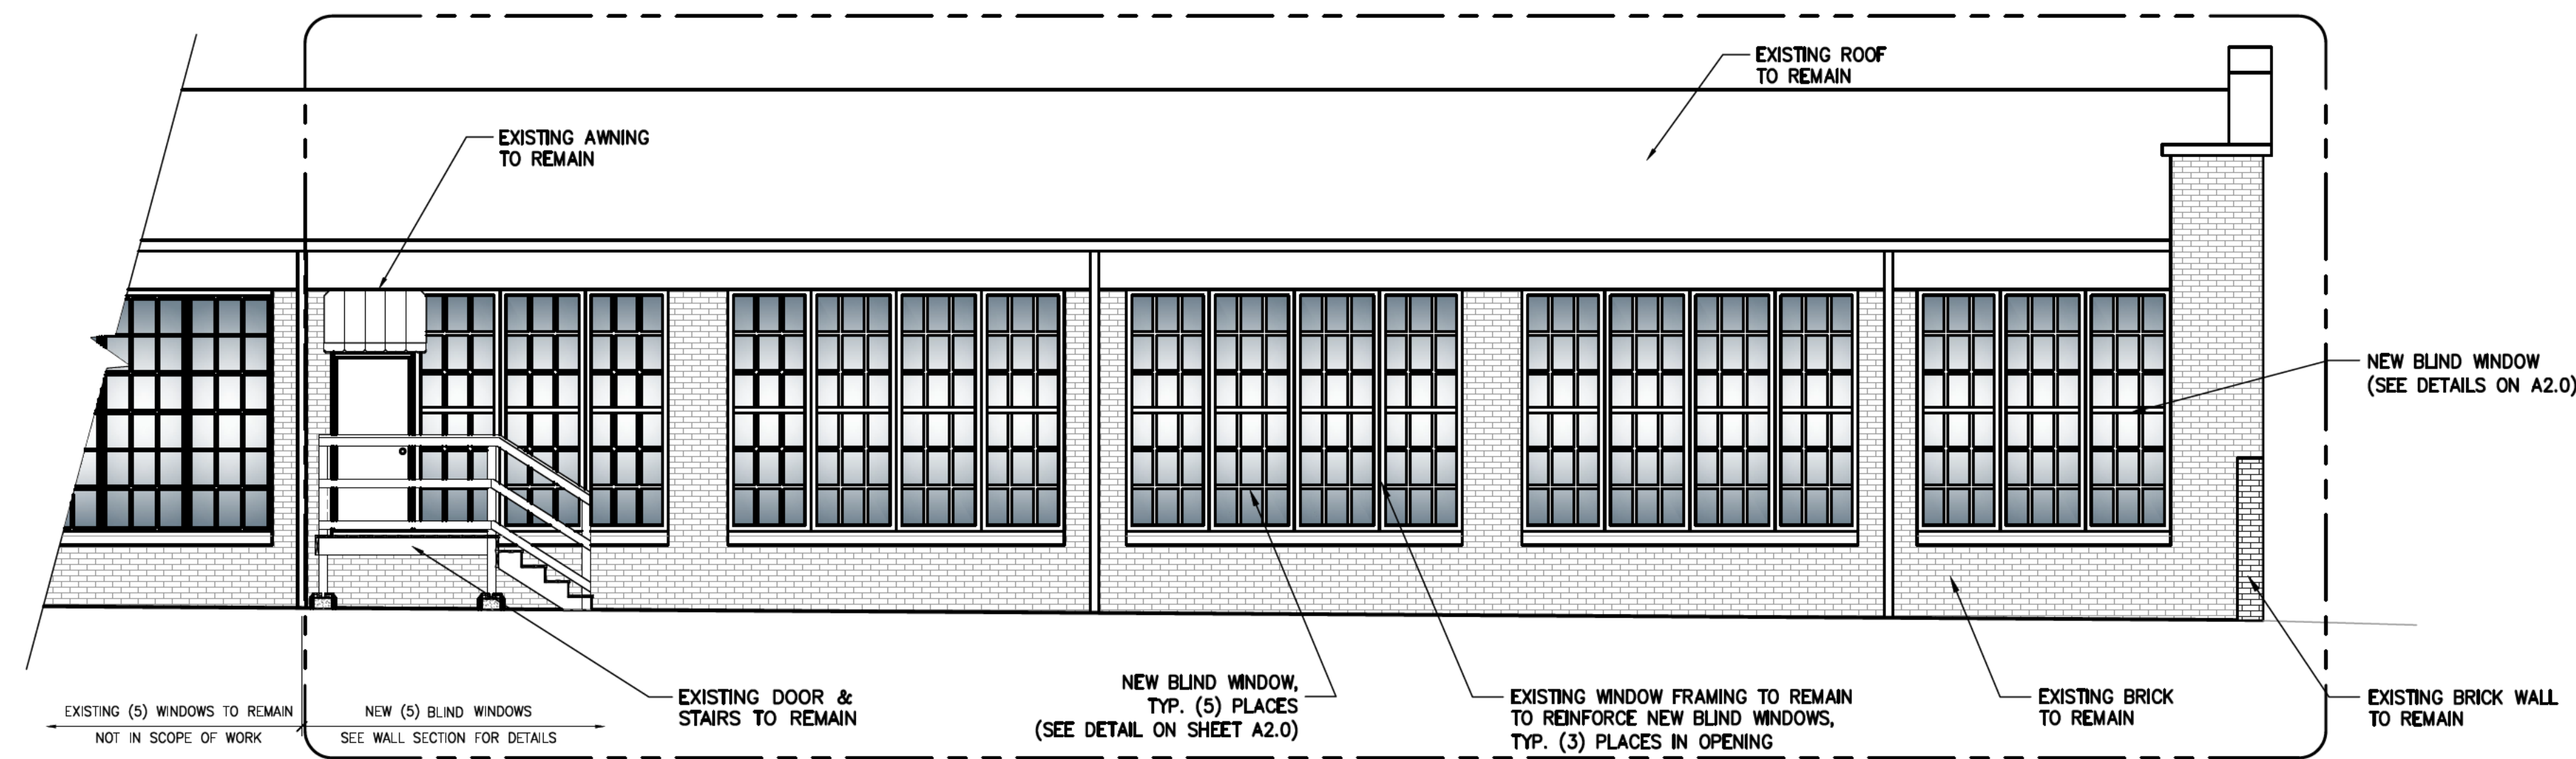 EXISTING ROOF
TO REMAIN
EXISTING AWNING
TO REMAIN
NEW BLIND WINDOW
(SEE DETAILS ON A2.0)
EXISTING (5) WINDOWS TO REMAIN
NOT IN SCOPE OF WORK
NEW (5) BLIND WINDOWS
SEE WALL SECTION FOR DETAILS
EXISTING DOOR &
STAIRS TO REMAIN
NEW BLIND WINDOW,
TYP. (5) PLACES
(SEE DETAIL ON SHEET A2.0)
EXISTING WINDOW FRAMING TO REMAIN
TO REINFORCE NEW BLIND WINDOWS,
TYP. (3) PLACES IN OPENING
EXISTING BRICK
TO REMAIN
EXISTING BRICK WALL
TO REMAIN